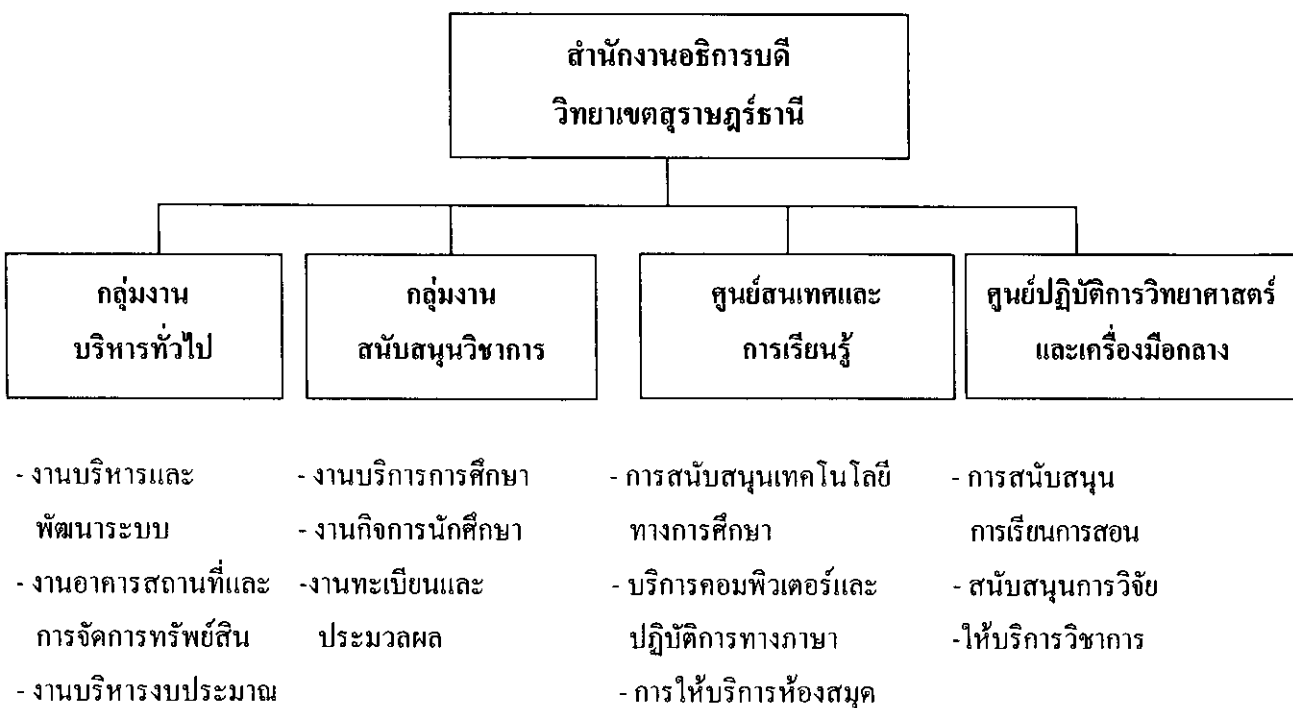 สำนักงานอธิการบดี
วิทยาเขตสุราษฎร์ธานี
กลุ่มงาน
บริหารทั่วไป
กลุ่มงาน
สนับสนุนวิชาการ
ศูนย์สนเทศและ
การเรียนรู้
ศูนย์ปฏิบัติการวิทยาศาสตร์
และเครื่องมือกลาง
- งานบริหารและ
พัฒนาระบบ
- งานอาคารสถานที่และ
การจัดการทรัพย์สิน
- งานบริหารงบประมาณ
- งานบริการการศึกษา
- งานกิจการนักศึกษา
-งานทะเบียนและ
ประมวลผล
- การสนับสนุนเทคโนโลยี
ทางการศึกษา
- บริการคอมพิวเตอร์และ
ปฏิบัติการทางภาษา
- การให้บริการห้องสมุด
- การสนับสนุน
การเรียนการสอน
- สนับสนุนการวิจัย
-ให้บริการวิชาการ